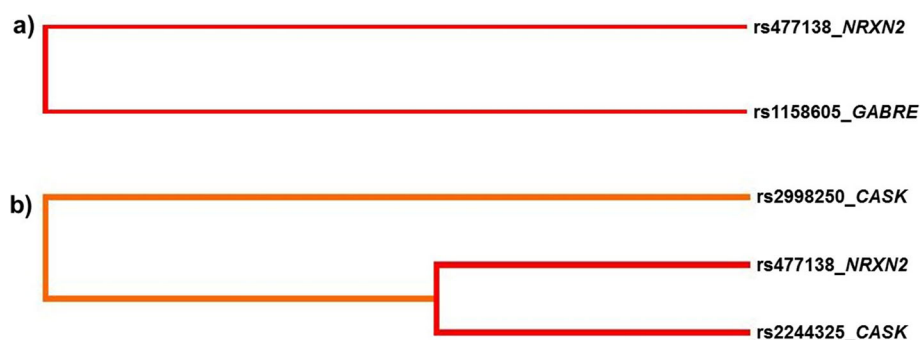 a)
rs477138_NRXN2
rs1158605_GABRE
b)
rs2998250_CASK
rs477138_NRXN2
rs2244325_CASK